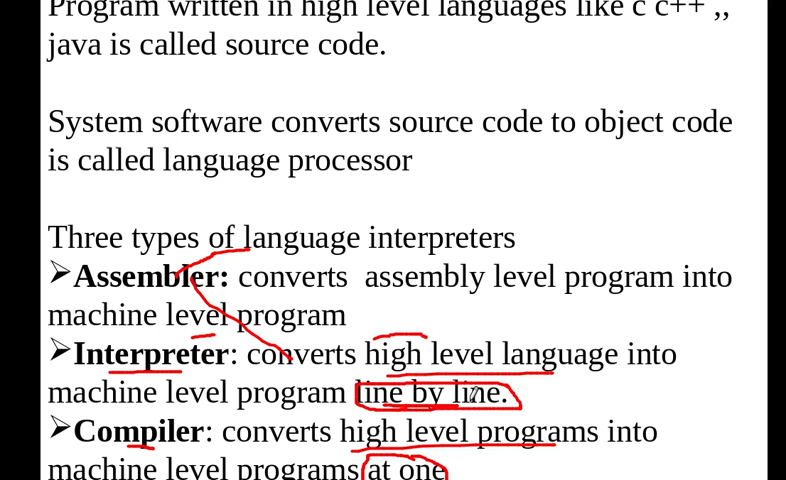 Program written in high level languages like c c++ ,,
java is called source code.
System software converts source code to object code
is called language processor
Three types of language interpreters
➢Assembler: converts  assembly level program into
machine level program
➢Interpreter: converts high level language into
machine level program line by line.
➢Compiler: converts high level programs into
machine level programs at one